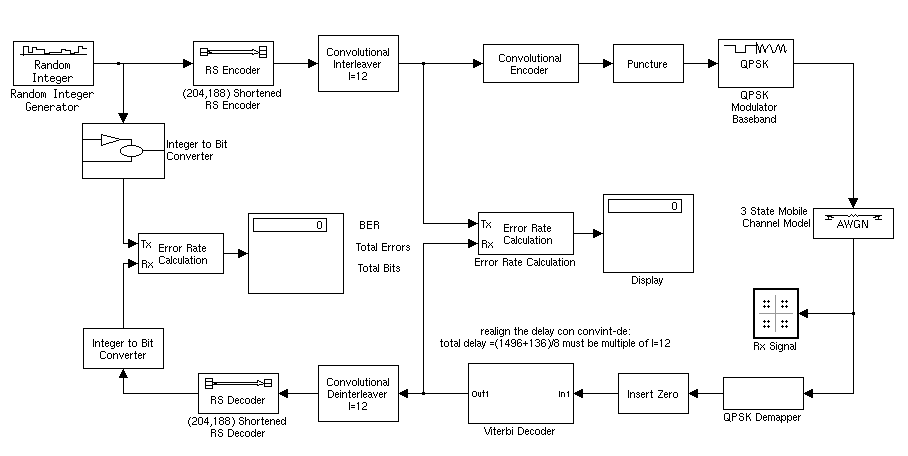 Random
Integer
Random Integer
Generator
RS Encoder
(204,188) Shortened
RS Encoder
Convolutional
Interleaver
I=12
Convolutional
Encoder
Puncture
QPSK
QPSK
Modulator
Baseband
Integer to Bit
Converter
Tx
Rx
Error Rate
Calculation
0
BER
Total Errors
Total Bits
Tx
Rx
Error Rate
Calculation
Error Rate Calculation
0
Display
3 State Mobile
Channel Model
AWGN
Rx Signal
realign the delay con convint-de:
total delay =(1496+136)/8 must be multiple of I=12
Integer to Bit
Converter
RS Decoder
(204,188) Shortened
RS Decoder
Convolutional
Deinterleaver
I=12
Out1
In1
Viterbi Decoder
Insert Zero
QPSK Demapper